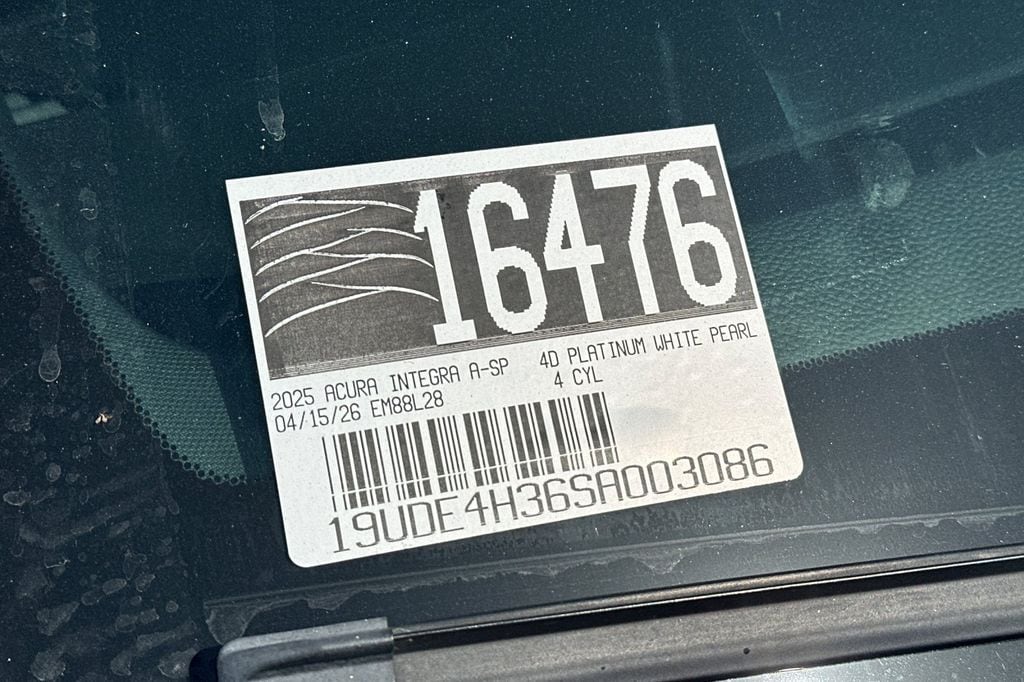 16476
2025 ACURA INTEGRA A-SP 4D PLATINUM WHITE PEARL
04/15/26 EM88L28 4 CYL
19UDE4H36SA003086